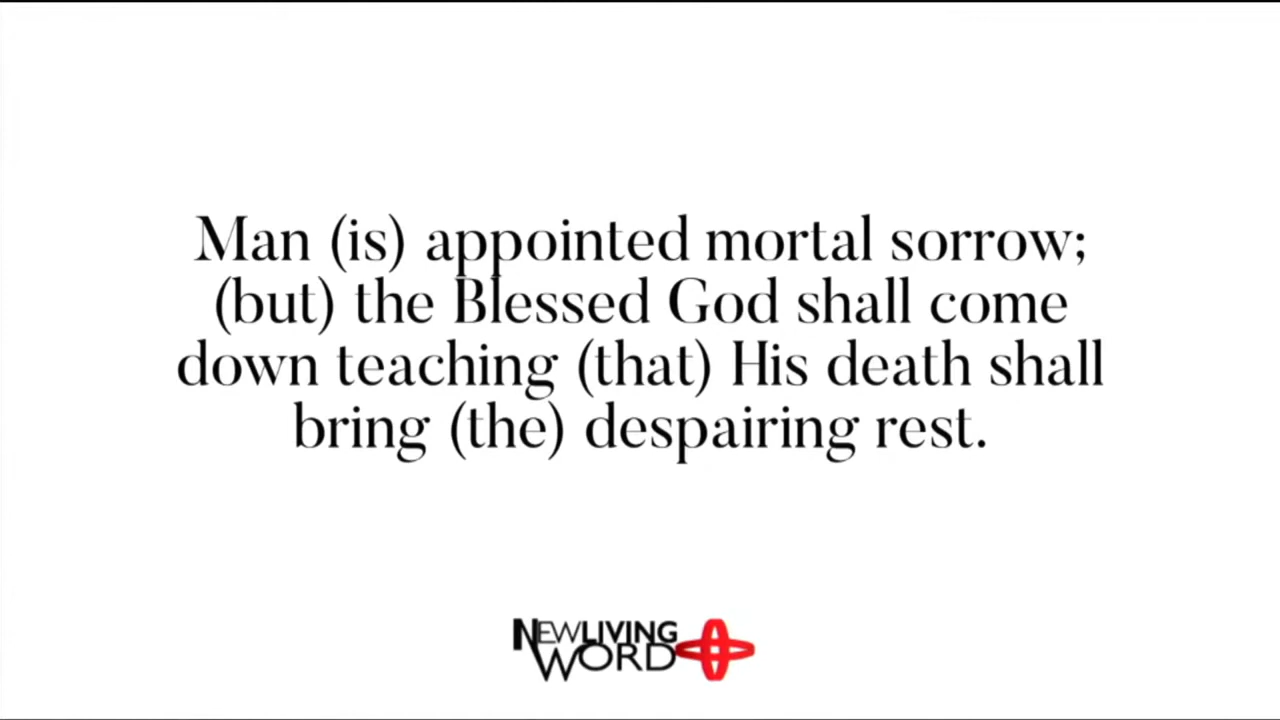 Man (is) appointed mortal sorrow;
(but) the Blessed God shall come
down teaching (that) His death shall
bring (the) despairing rest.
NEWLIVING
WORD